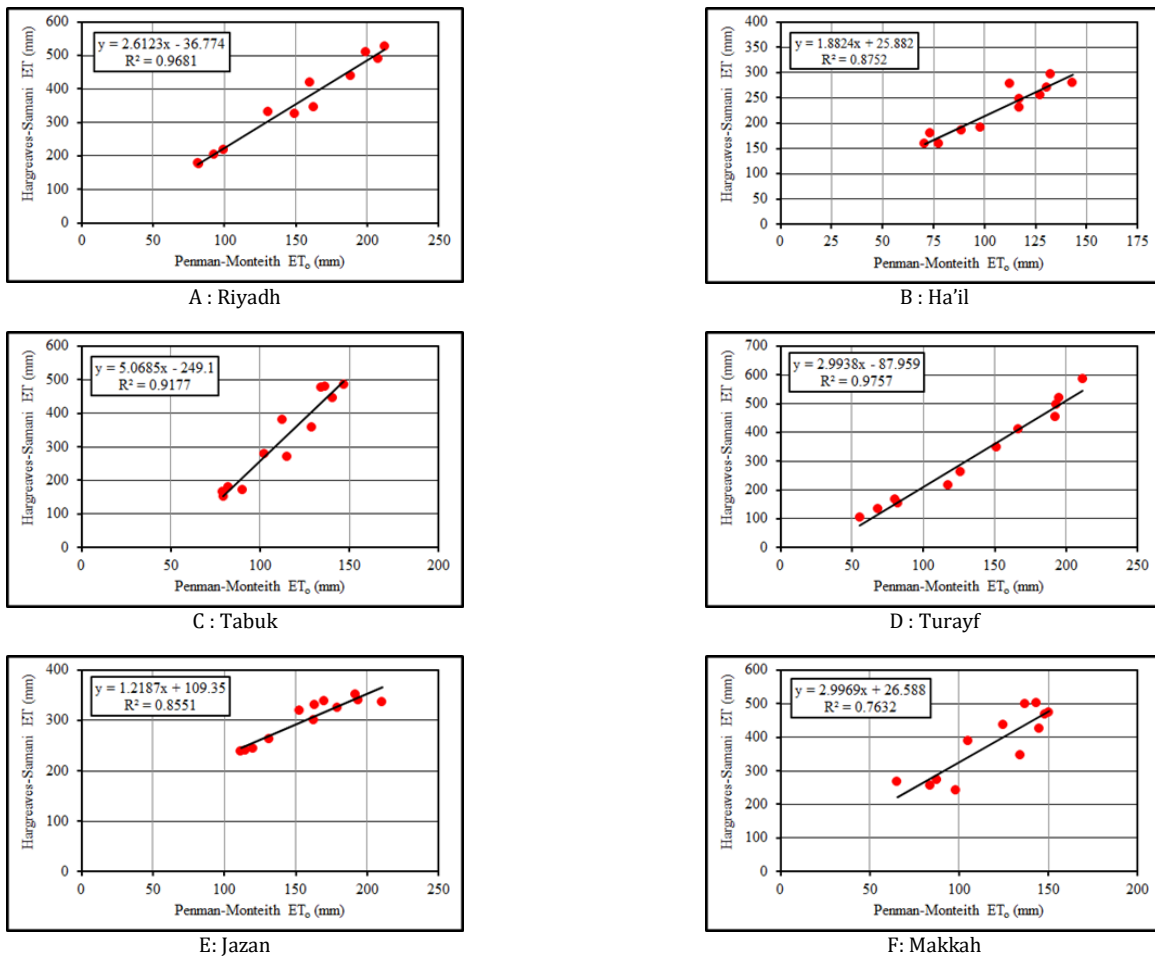 Hargreaves-Samani ET (mm)
600
500
400
300
200
100
0
y = 2.6123x - 36.774
R² = 0.9681
0 50 100 150 200 250
Penman-Monteith ETo (mm)
A : Riyadh
Hargreaves-Samani ET (mm)
400
350
300
250
200
150
100
50
0
y = 1.8824x + 25.882
R² = 0.8752
0 25 50 75 100 125 150 175
Penman-Monteith ETo (mm)
B : Ha’il
Hargreaves-Samani ET (mm)
600
500
400
300
200
100
0
y = 5.0685x - 249.1
R² = 0.9177
0 50 100 150 200
Penman-Monteith ETo (mm)
C : Tabuk
Hargreaves-Samani ET (mm)
700
600
500
400
300
200
100
0
y = 2.9938x - 87.959
R² = 0.9757
0 50 100 150 200 250
Penman-Monteith ETo (mm)
D : Turayf
Hargreaves-Samani ET (mm)
400
300
200
100
0
y = 1.2187x + 109.35
R² = 0.8551
0 50 100 150 200 250
Penman-Monteith ETo (mm)
E: Jazan
Hargreaves-Samani ET (mm)
600
500
400
300
200
100
0
y = 2.9969x + 26.588
R² = 0.7632
0 50 100 150 200
Penman-Monteith ETo (mm)
F: Makkah